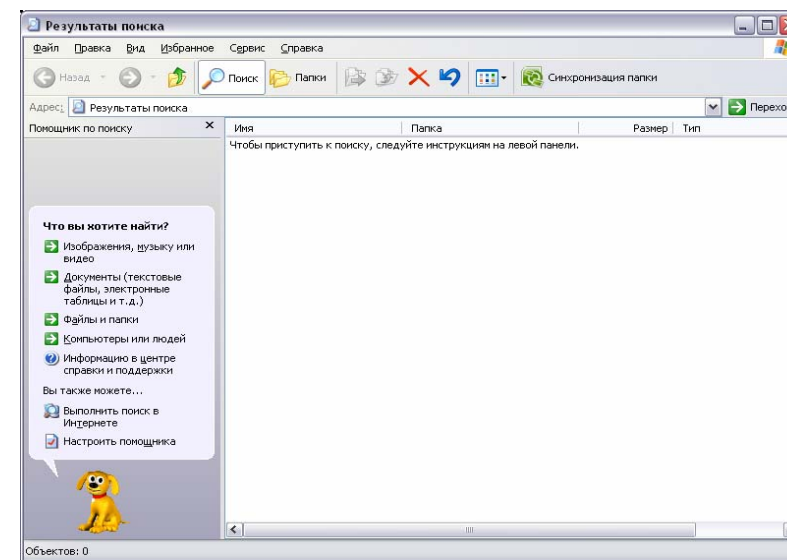 Результаты поиска
Файл Правка Вид Избранное Сервис Справка
Назад Поиск Папки Синхронизация папки
Адрес: Результаты поиска
Помощник по поиску
Имя Папка Размер Тип
Чтобы приступить к поиску, следуйте инструкциям на левой панели.
Что вы хотите найти?
Изображения, музыку или
видео
Документы (текстовые
файлы, электронные
таблицы и т.д.)
Файлы и папки
Компьютеры или людей
Информацию в центре
справки и поддержки
Вы также можете...
Выполнить поиск в
Интернете
Настроить помощника
Объектов: 0